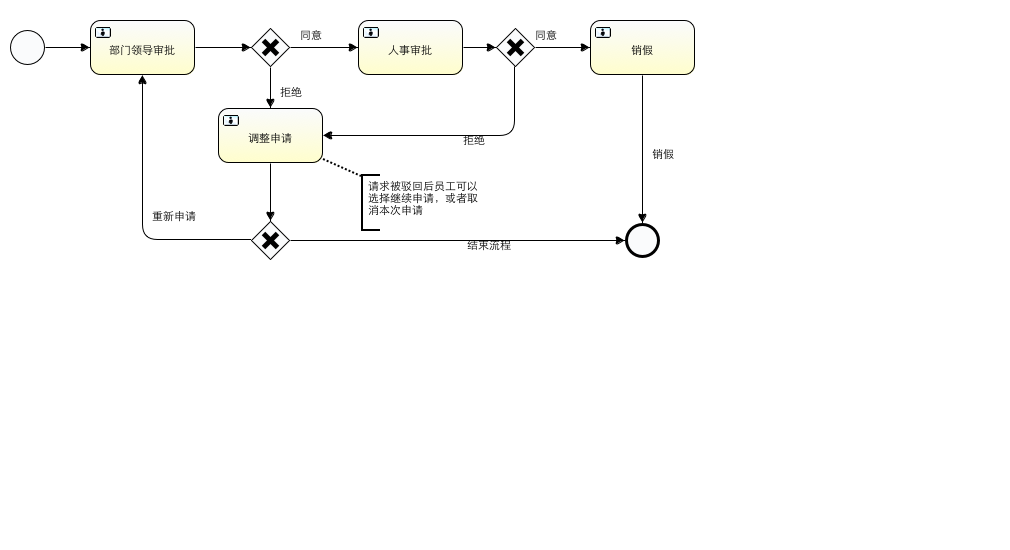 部门领导审批
同意
人事审批
同意
销假
拒绝
调整申请
拒绝
销假
请求被驳回后员工可以
选择继续申请，或者取
消本次申请
重新申请
结束流程